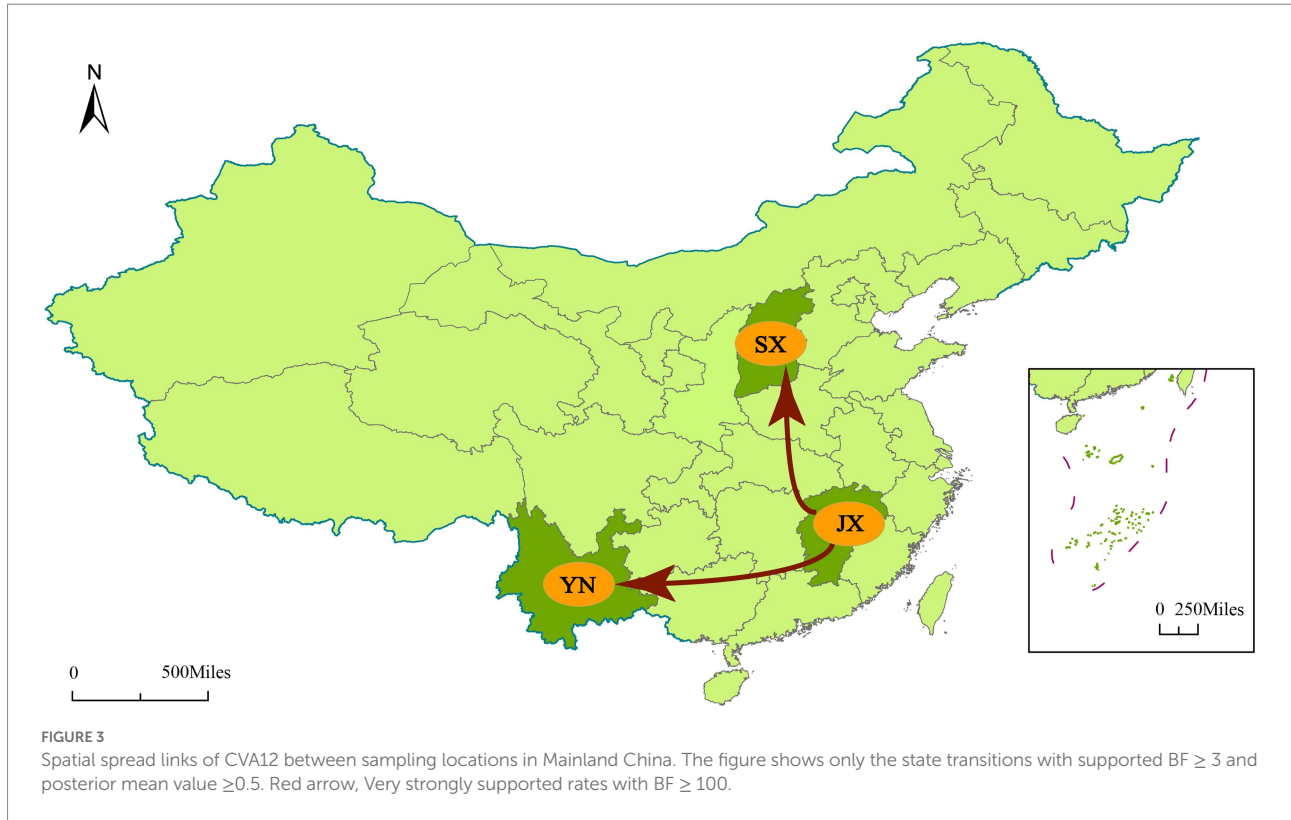 N
SX
JX
YN
0 500Miles
0 250Miles
FIGURE 3
Spatial spread links of CVA12 between sampling locations in Mainland China. The figure shows only the state transitions with supported BF ≥ 3 and
posterior mean value ≥0.5. Red arrow, Very strongly supported rates with BF ≥ 100.